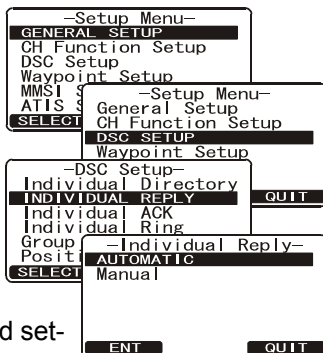 –Setup Menu–
GENERAL SETUP
CH Function Setup
DSC Setup
Waypoint Setup
MMSI S
ATIS S
SELECT
–Setup Menu–
General Setup
CH Function Setup
DSC SETUP
Waypoint Setup
QUIT
–DSC Setup–
Individual Directory
INDIVIDUAL REPLY
Individual ACK
Individual Ring
Group
Positi
SELECT
–Individual Reply–
AUTOMATIC
Manual
ENT QUIT
d set-